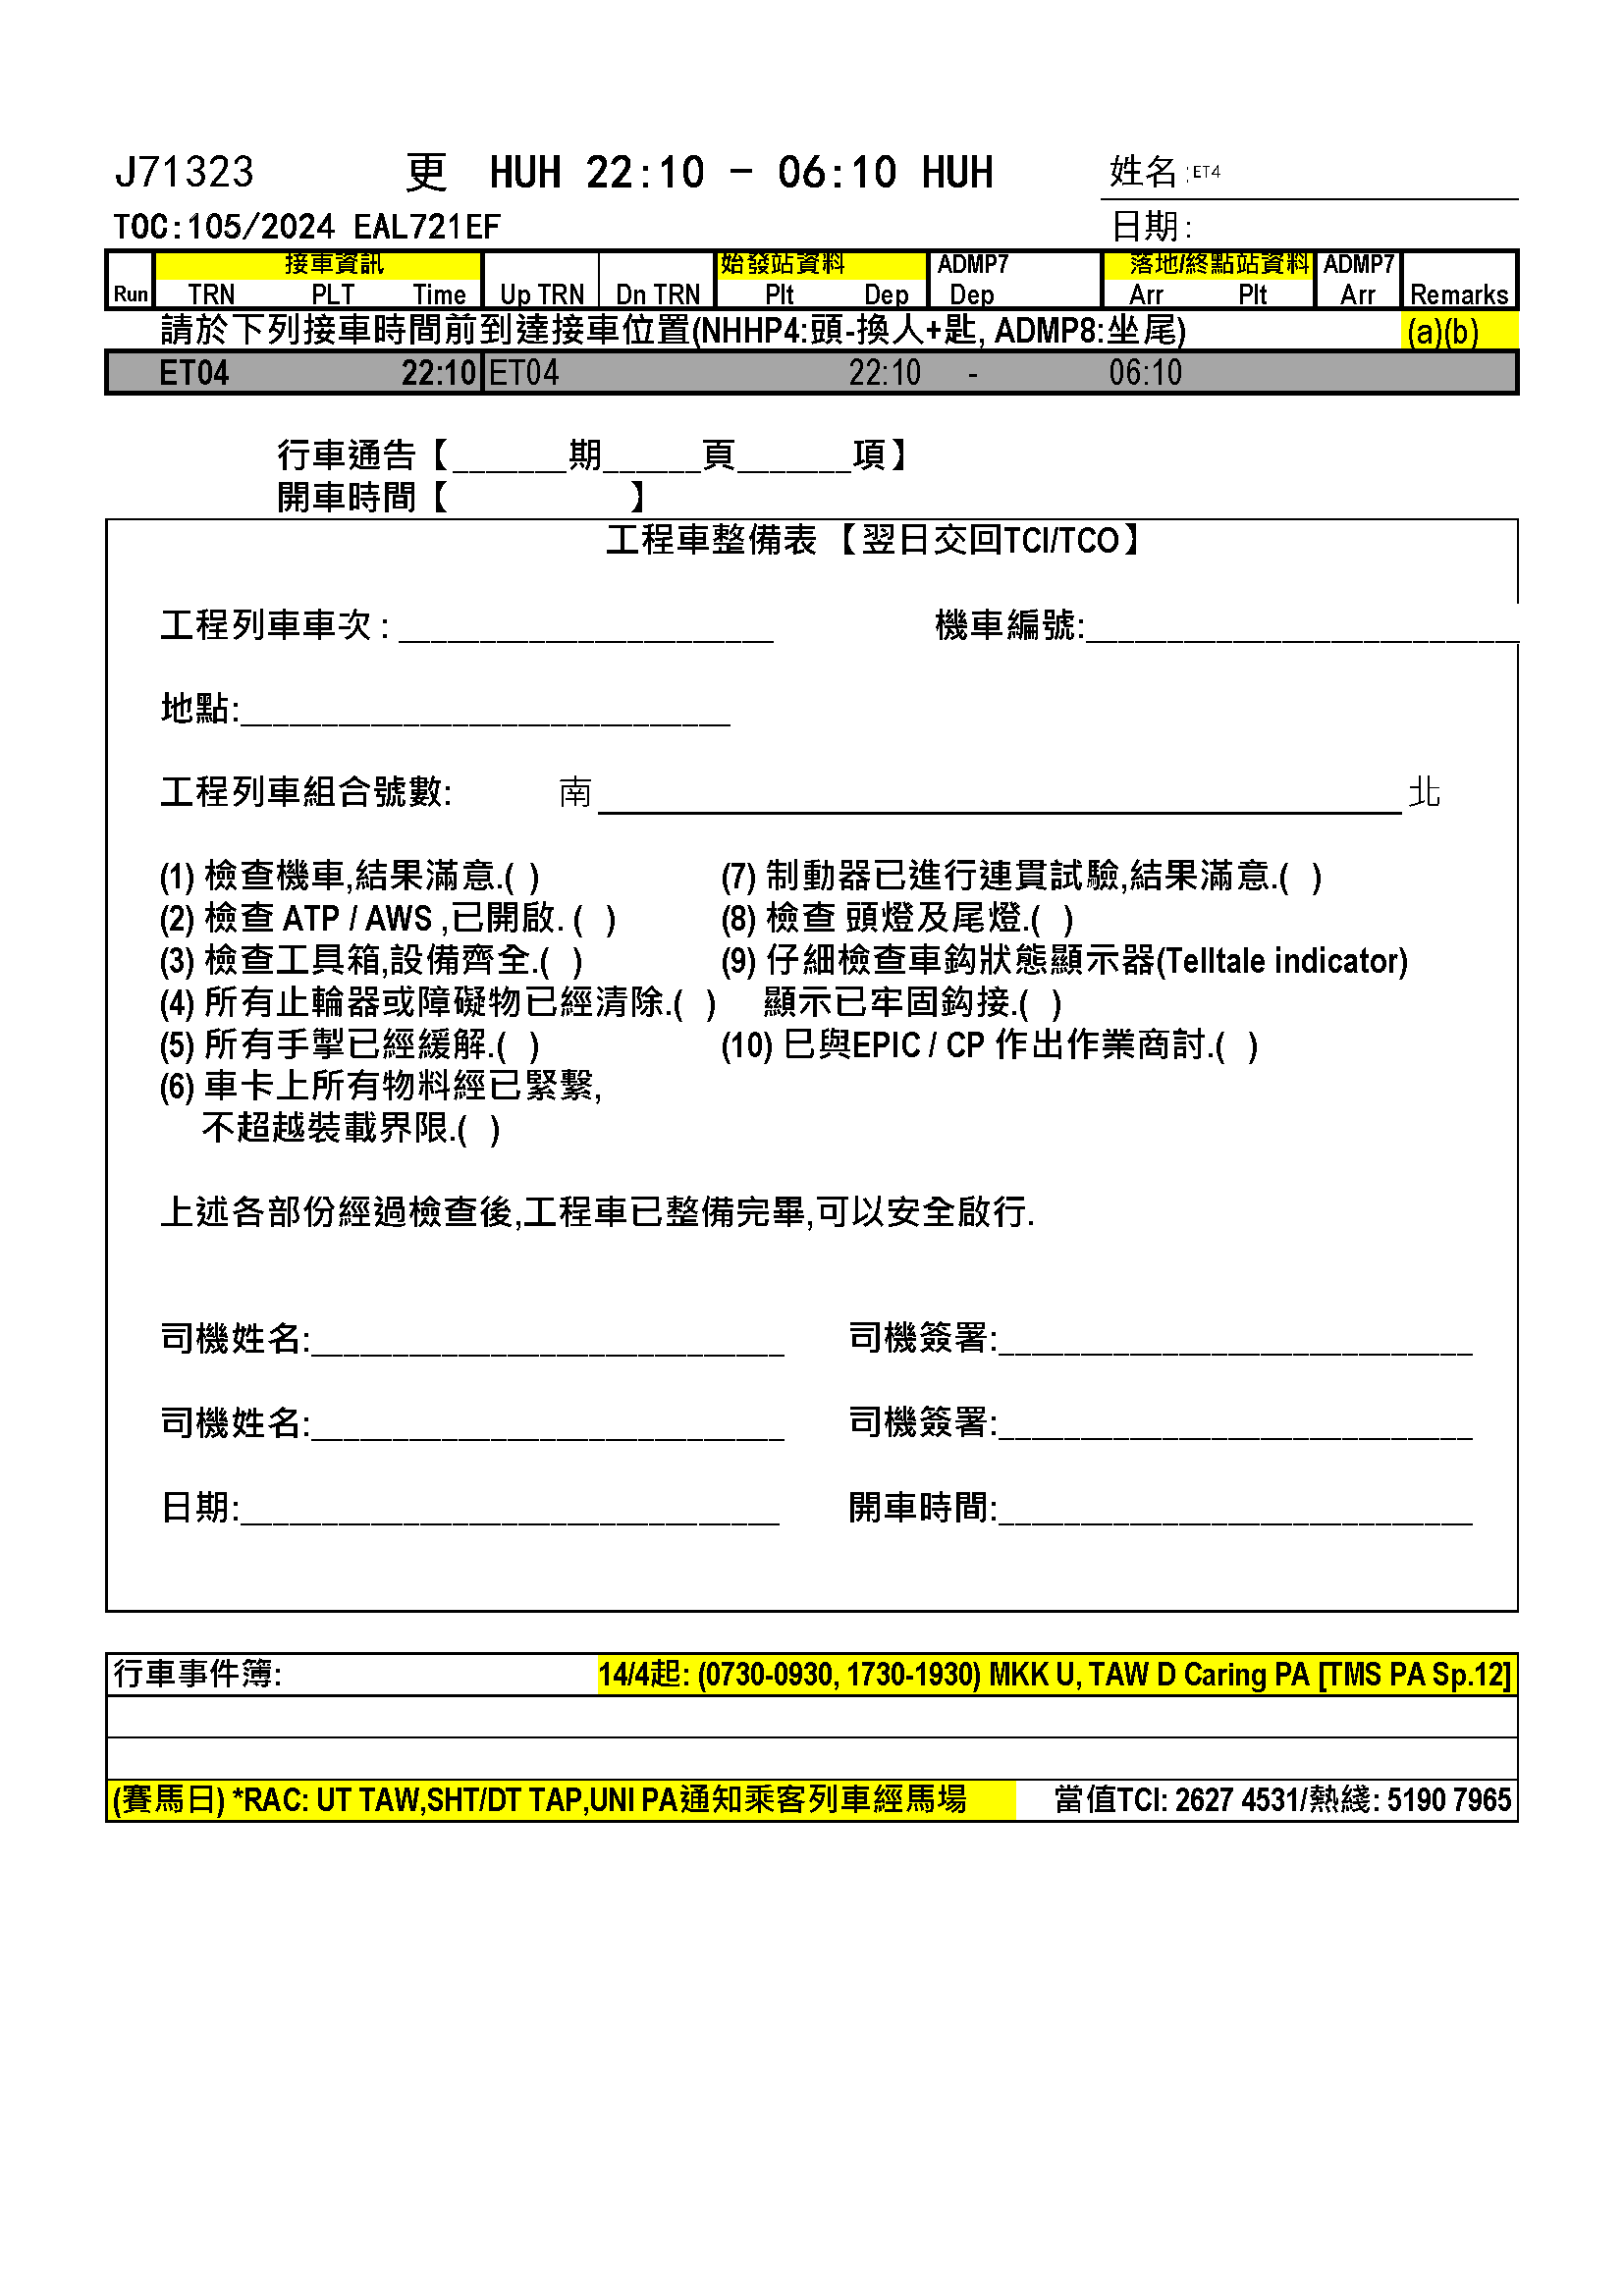 J71323 更 HUH 22:10 - 06:10 HUH 姓名:ET4
TOC:105/2024 EAL721EF 日期:
接車資訊 始發站資料 ADMP7 落地/終點站資料 ADMP7
Run TRN PLT Time Up TRN Dn TRN Plt Dep Dep Arr Plt Arr Remarks
請於下列接車時間前到達接車位置(NHHP4:頭-換人+匙, ADMP8:坐尾) (a)(b)
ET04 22:10 ET04 22:10 - 06:10
行車通告【_______期______頁_______項】
開車時間【 】
工程車整備表 【翌日交回TCI/TCO】
工程列車車次 : _______________________ 機車編號:___________________________
地點:______________________________
工程列車組合號數: 南 北
(1) 檢查機車,結果滿意.( ) (7) 制動器已進行連貫試驗,結果滿意.( )
(2) 檢查 ATP / AWS ,已開啟. ( ) (8) 檢查 頭燈及尾燈.( )
(3) 檢查工具箱,設備齊全.( ) (9) 仔細檢查車鈎狀態顯示器(Telltale indicator)
(4) 所有止輪器或障礙物已經清除.( ) 顯示已牢固鈎接.( )
(5) 所有手掣已經緩解.( ) (10) 巳與EPIC / CP 作出作業商討.( )
(6) 車卡上所有物料經已緊繫,
不超越裝載界限.( )
上述各部份經過檢查後,工程車已整備完畢,可以安全啟行.
司機姓名:_____________________________ 司機簽署:_____________________________
司機姓名:_____________________________ 司機簽署:_____________________________
日期:_________________________________ 開車時間:_____________________________
行車事件簿: 14/4起: (0730-0930, 1730-1930) MKK U, TAW D Caring PA [TMS PA Sp.12]
(賽馬日) *RAC: UT TAW,SHT/DT TAP,UNI PA通知乘客列車經馬場 當值TCI: 2627 4531/熱綫: 5190 7965